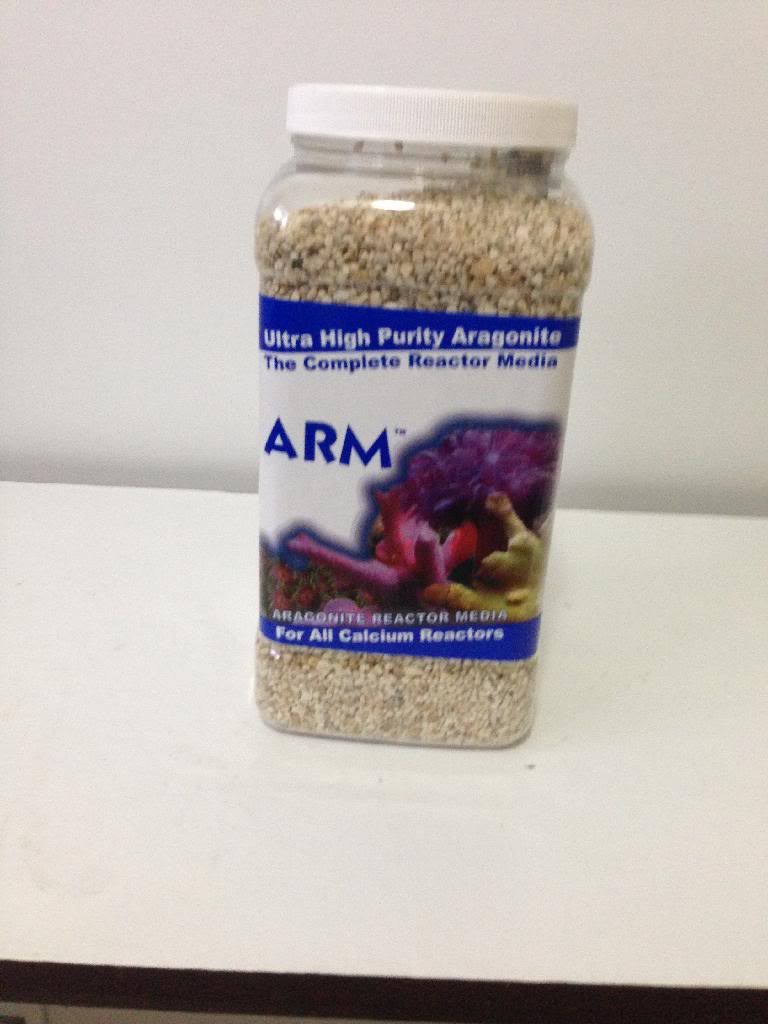 Ultra High Purity Aragonite
The Complete Reactor Media
ARM™
ARAGONITE REACTOR MEDIA
For All Calcium Reactors